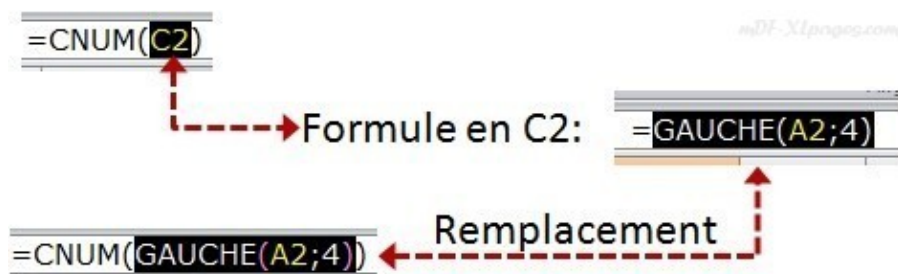 mDF-XLpages.com
=CNUM(C2)
Formule en C2:
=GAUCHE(A2;4)
Remplacement
=CNUM(GAUCHE(A2;4))